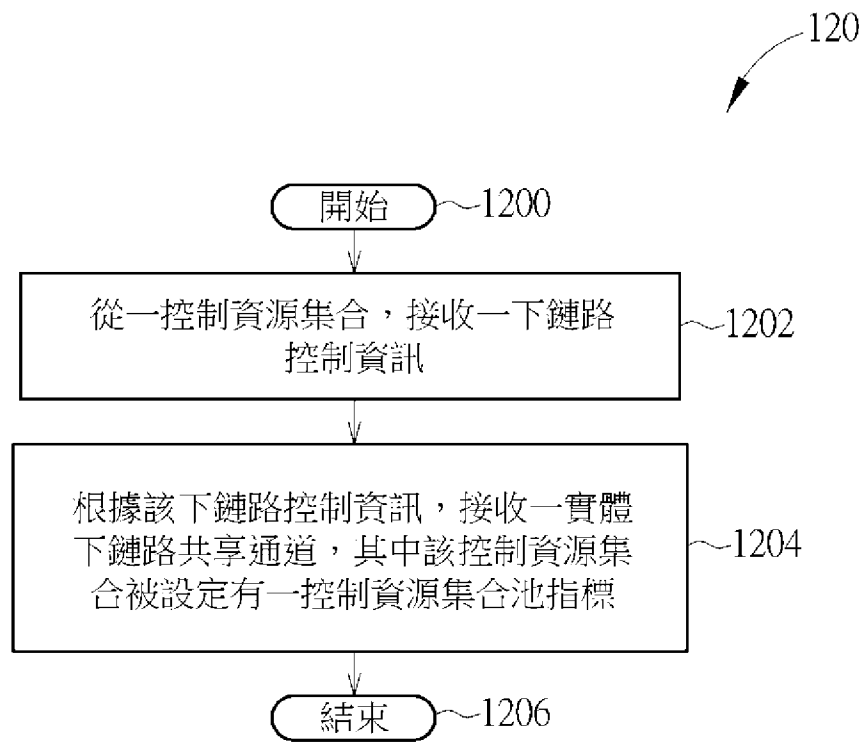 120
開始
1200
從一控制資源集合，接收一下鏈路
控制資訊
1202
根據該下鏈路控制資訊，接收一實體
下鏈路共享通道，其中該控制資源集
合被設定有一控制資源集合池指標
1204
結束
1206